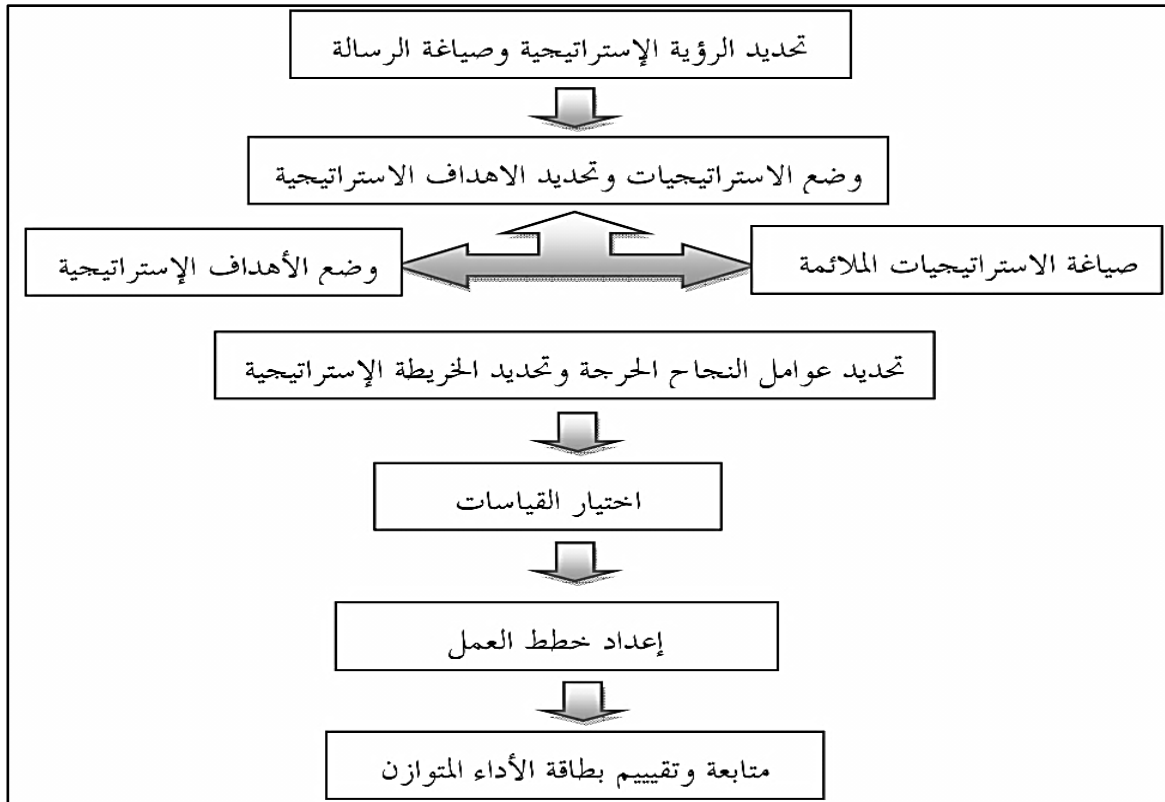 تحديد الرؤية الإستراتيجية وصياغة الرسالة
وضع الاستراتيجيات وتحديد الاهداف الاستراتيجية
صياغة الاستراتيجيات الملائمة
وضع الأهداف الإستراتيجية
تحديد عوامل النجاح الحرجة وتحديد الخريطة الإستراتيجية
اختيار القياسات
إعداد خطط العمل
متابعة وتقيييم بطاقة الأداء المتوازن